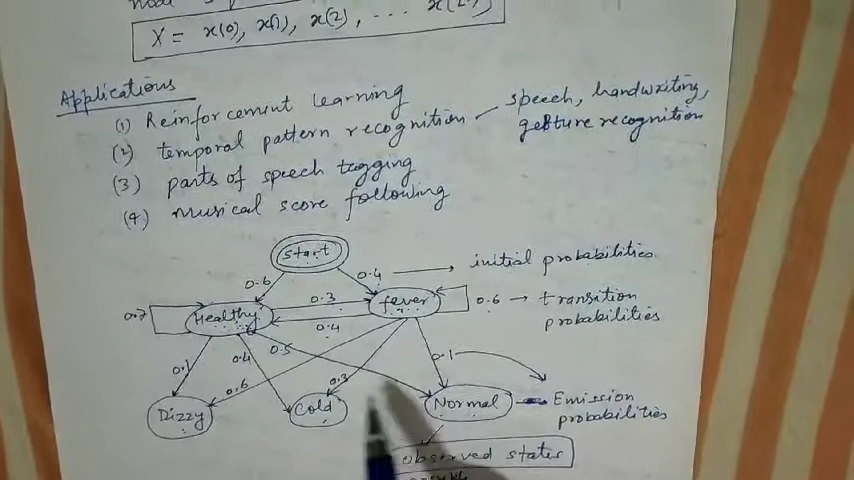 X = x(0), x(1), x(2), ...
Applications
(1) Reinforcement learning
(2) temporal pattern recognition — speech, handwriting,
gesture recognition
(3) parts of speech tagging
(4) musical score following
Start
0.6 0.4 → initial probabilities
0.7 Healthy 0.3 fever 0.6 → transition
0.4 probabilities
0.1 0.4 0.5 0.1
0.6 0.3
Dizzy Cold Normal → Emission
probabilities
observed states